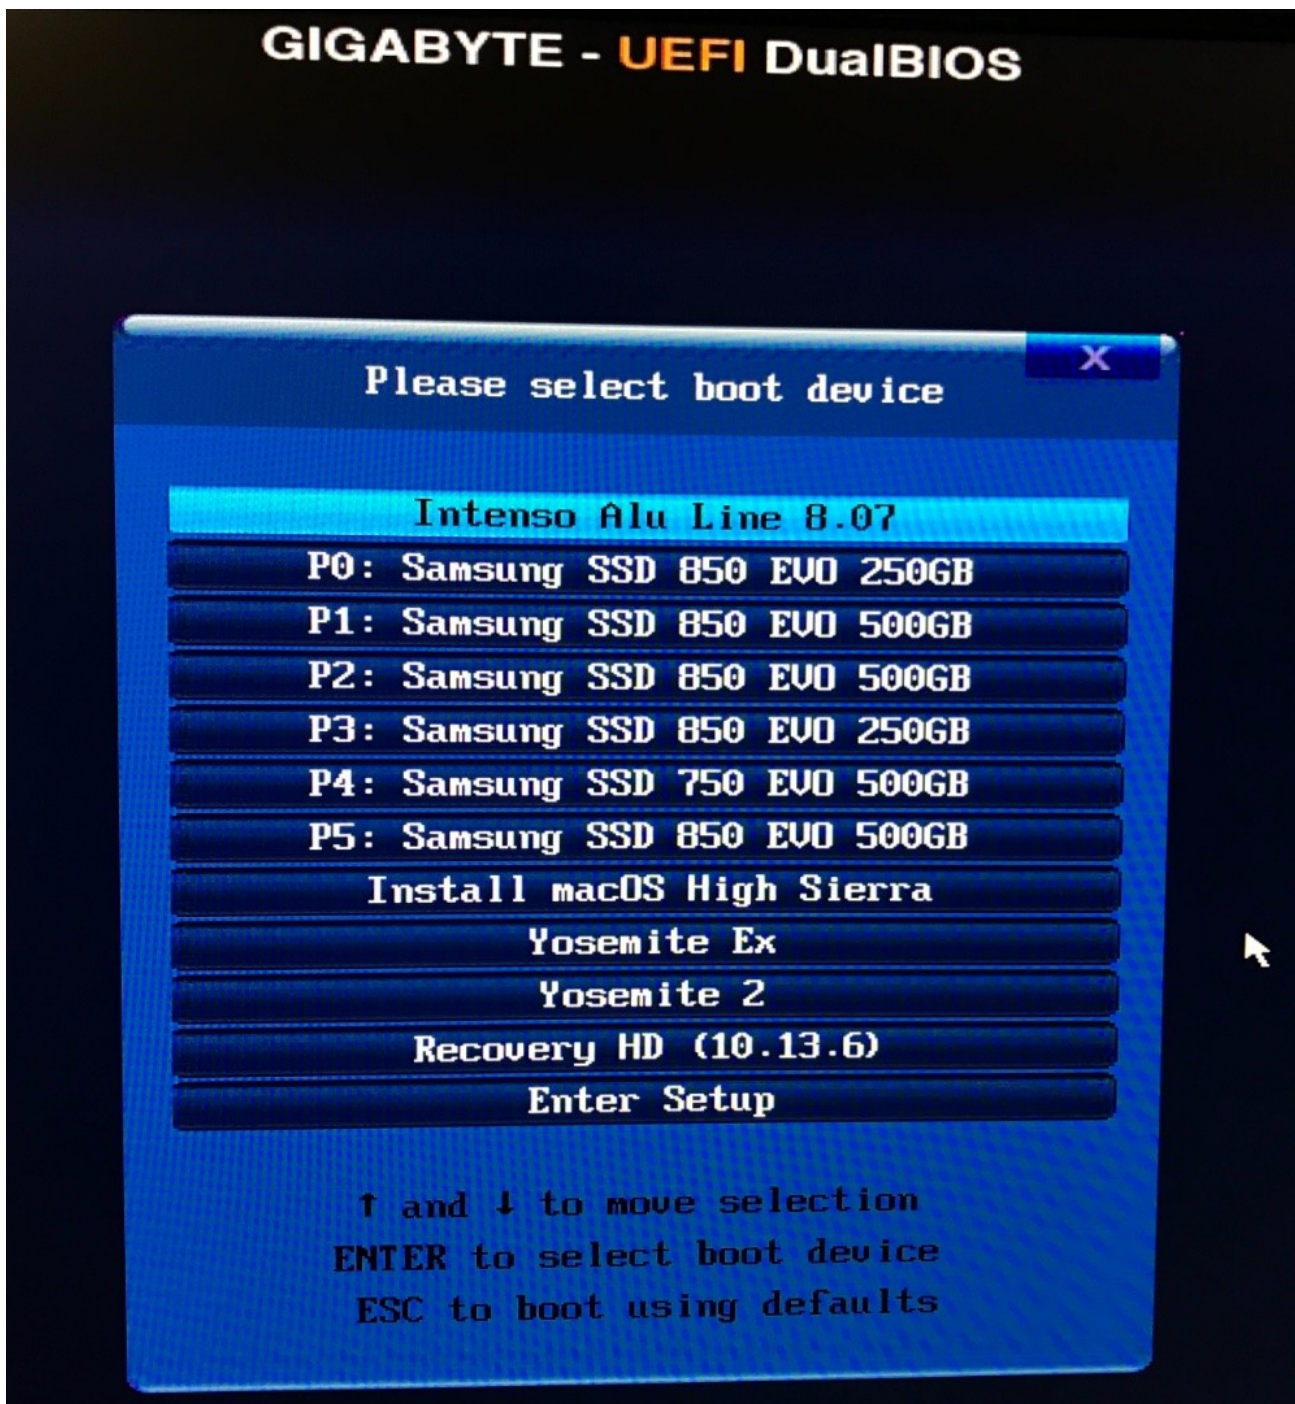 GIGABYTE - UEFI DualBIOS
X
Please select boot device
Intenso Alu Line 8.07
P0: Samsung SSD 850 EVO 250GB
P1: Samsung SSD 850 EVO 500GB
P2: Samsung SSD 850 EVO 500GB
P3: Samsung SSD 850 EVO 250GB
P4: Samsung SSD 750 EVO 500GB
P5: Samsung SSD 850 EVO 500GB
Install macOS High Sierra
Yosemite Ex
Yosemite 2
Recovery HD (10.13.6)
Enter Setup
↑ and ↓ to move selection
ENTER to select boot device
ESC to boot using defaults